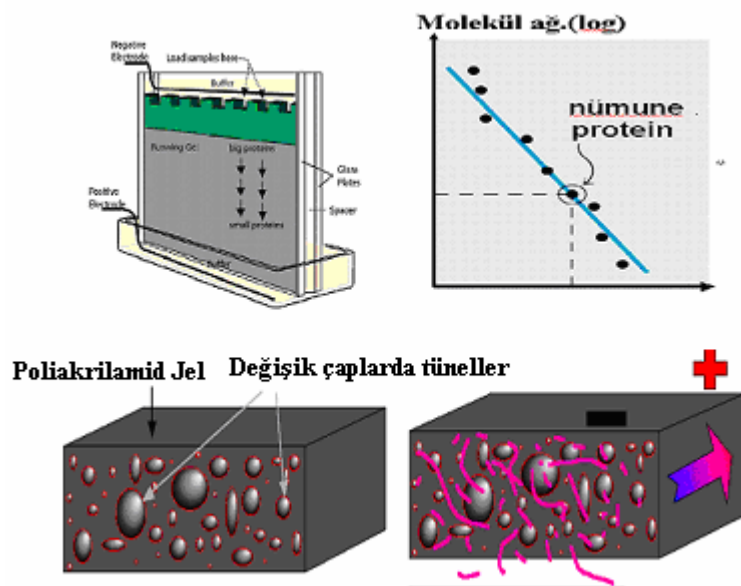 Negative
Electrode
Load samples here
Buffer
Running Gel
big proteins
Glass
Plates
Positive
Electrode
small proteins
Spacer
Buffer
Molekül ağ.(log)
nümune
protein
Poliakrilamid Jel
Değişik çaplarda tüneller